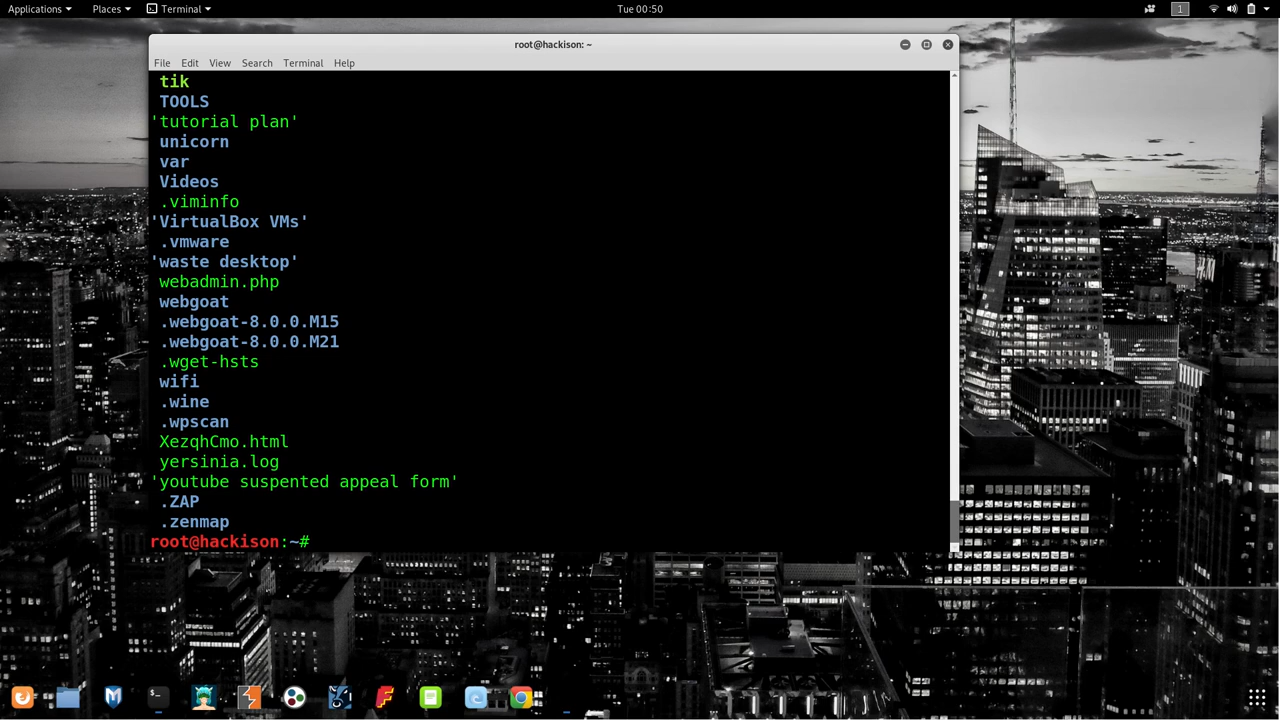 Applications Places Terminal Tue 00:50 1
root@hackison: ~
File Edit View Search Terminal Help
tik
TOOLS
'tutorial plan'
unicorn
var
Videos
.viminfo
'VirtualBox VMs'
.vmware
'waste desktop'
webadmin.php
webgoat
.webgoat-8.0.0.M15
.webgoat-8.0.0.M21
.wget-hsts
wifi
.wine
.wpscan
XezqhCmo.html
yersinia.log
'youtube suspented appeal form'
.ZAP
.zenmap
root@hackison:~#